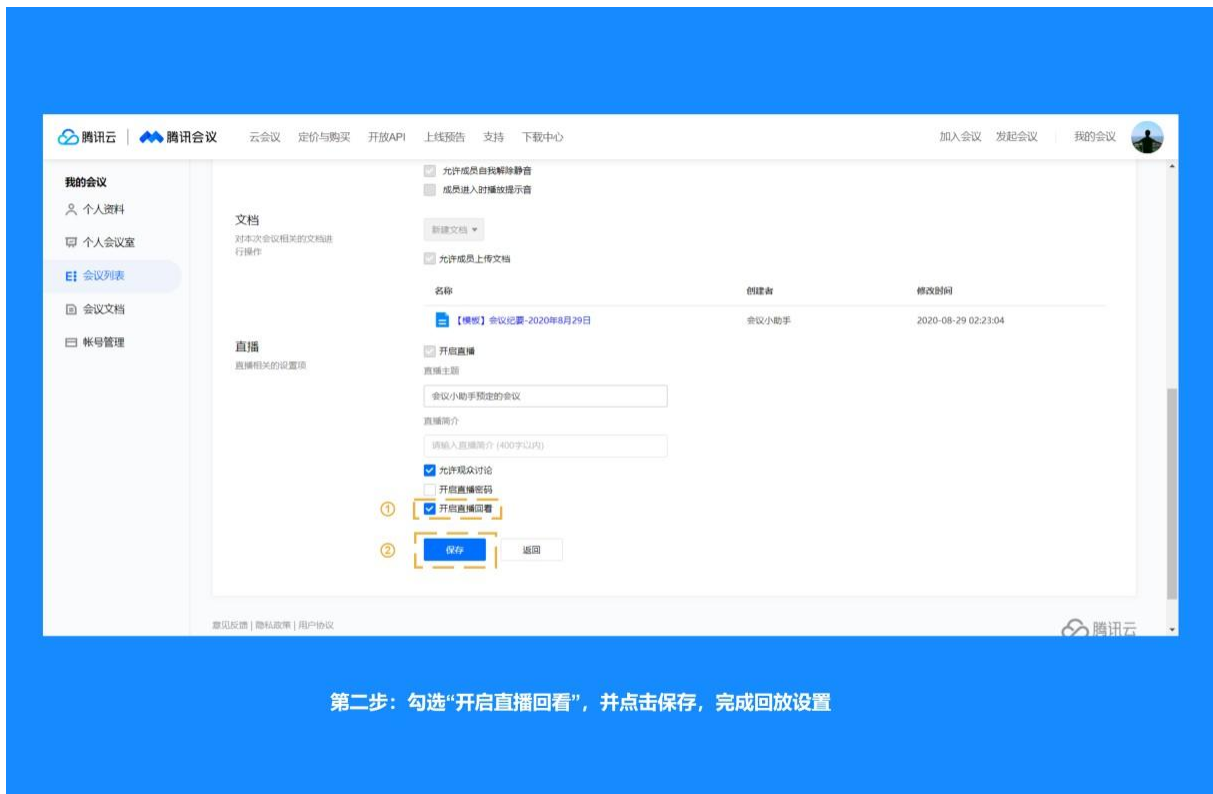 腾讯云 | 腾讯会议 云会议 定价与购买 开放API 上线预告 支持 下载中心 加入会议 发起会议 我的会议
我的会议
个人资料
个人会议室
会议列表
会议文档
帐号管理
允许成员自我解除静音
成员进入时播放提示音
文档
对本次会议相关的文档进
行操作
新建文档
允许成员上传文档
名称 创建者 修改时间
【模板】会议纪要-2020年8月29日 会议小助手 2020-08-29 02:23:04
直播
直播相关的设置项
开启直播
直播主题
会议小助手预定的会议
直播简介
请输入直播简介 (400字以内)
允许观众讨论
开启直播密码
① 开启直播回看
② 保存 返回
意见反馈 | 隐私政策 | 用户协议
腾讯云
第二步：勾选“开启直播回看”，并点击保存，完成回放设置